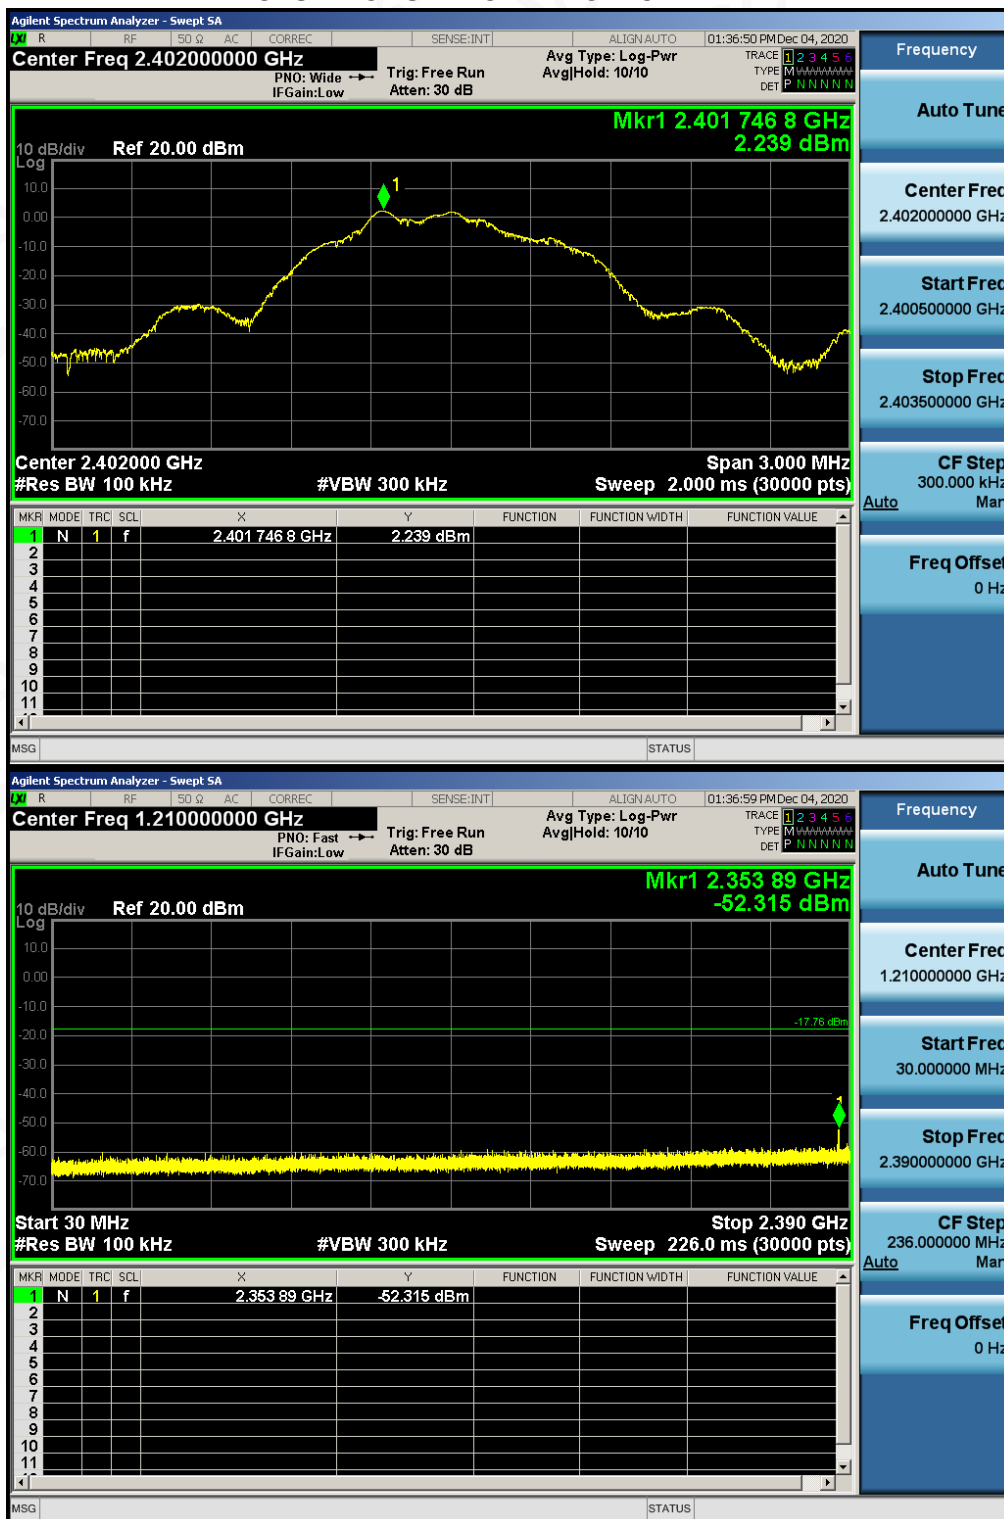 Agilent Spectrum Analyzer - Swept SA
LXI R RF 50 Ω AC CORREC SENSE:INT ALIGN AUTO 01:36:50 PM Dec 04, 2020
Center Freq 2.402000000 GHz
PNO: Wide
IFGain:Low
Trig: Free Run
Atten: 30 dB
Avg Type: Log-Pwr
Avg|Hold: 10/10
TRACE 1 2 3 4 5 6
TYPE M
DET P N N N N N
Mkr1 2.401 746 8 GHz
2.239 dBm
10 dB/div Ref 20.00 dBm
Log
10.0
0.00
-10.0
-20.0
-30.0
-40.0
-50.0
-60.0
-70.0
1
Center 2.402000 GHz Span 3.000 MHz
#Res BW 100 kHz #VBW 300 kHz Sweep 2.000 ms (30000 pts)
MKR MODE TRC SCL X Y FUNCTION FUNCTION WIDTH FUNCTION VALUE
1 N 1 f 2.401 746 8 GHz 2.239 dBm
2
3
4
5
6
7
8
9
10
11
MSG STATUS
Frequency
Auto Tune
Center Freq
2.402000000 GHz
Start Freq
2.400500000 GHz
Stop Freq
2.403500000 GHz
CF Step
300.000 kHz
Auto Man
Freq Offset
0 Hz
Agilent Spectrum Analyzer - Swept SA
LXI R RF 50 Ω AC CORREC SENSE:INT ALIGN AUTO 01:36:59 PM Dec 04, 2020
Center Freq 1.210000000 GHz
PNO: Fast
IFGain:Low
Trig: Free Run
Atten: 30 dB
Avg Type: Log-Pwr
Avg|Hold: 10/10
TRACE 1 2 3 4 5 6
TYPE M
DET P N N N N N
Mkr1 2.353 89 GHz
-52.315 dBm
10 dB/div Ref 20.00 dBm
Log
10.0
0.00
-10.0
-20.0
-30.0
-40.0
-50.0
-60.0
-70.0
-17.76 dBm
1
Start 30 MHz Stop 2.390 GHz
#Res BW 100 kHz #VBW 300 kHz Sweep 226.0 ms (30000 pts)
MKR MODE TRC SCL X Y FUNCTION FUNCTION WIDTH FUNCTION VALUE
1 N 1 f 2.353 89 GHz -52.315 dBm
2
3
4
5
6
7
8
9
10
11
MSG STATUS
Frequency
Auto Tune
Center Freq
1.210000000 GHz
Start Freq
30.000000 MHz
Stop Freq
2.390000000 GHz
CF Step
236.000000 MHz
Auto Man
Freq Offset
0 Hz